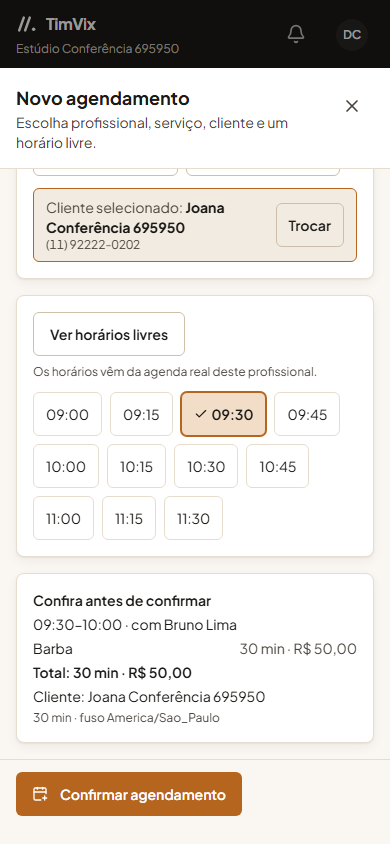 TimVix
Estúdio Conferência 695950
DC
Novo agendamento
Escolha profissional, serviço, cliente e um
horário livre.
Cliente selecionado: Joana
Conferência 695950
(11) 92222-0202
Trocar
Ver horários livres
Os horários vêm da agenda real deste profissional.
09:00 09:15 09:30 09:45
10:00 10:15 10:30 10:45
11:00 11:15 11:30
Confira antes de confirmar
09:30–10:00 · com Bruno Lima
Barba 30 min · R$ 50,00
Total: 30 min · R$ 50,00
Cliente: Joana Conferência 695950
30 min · fuso America/Sao_Paulo
Confirmar agendamento